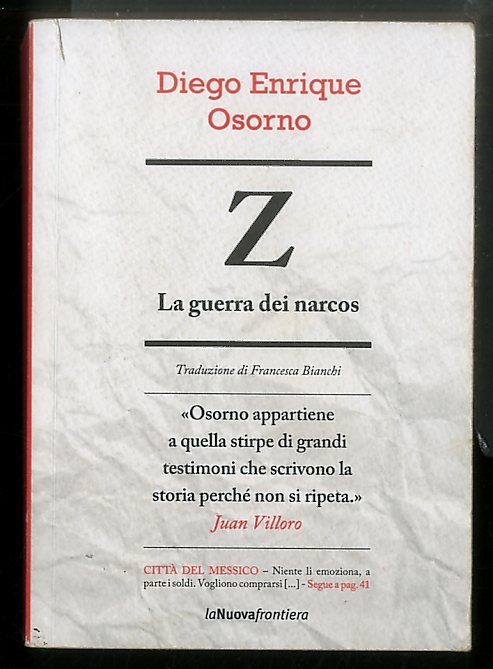 Diego Enrique
Osorno
Z
La guerra dei narcos
Traduzione di Francesca Bianchi
«Osorno appartiene
a quella stirpe di grandi
testimoni che scrivono la
storia perché non si ripeta.»
Juan Villoro
CITTÀ DEL MESSICO – Niente li emoziona, a
parte i soldi. Vogliono comprarsi [...] - Segue a pag. 41
laNuovafrontiera